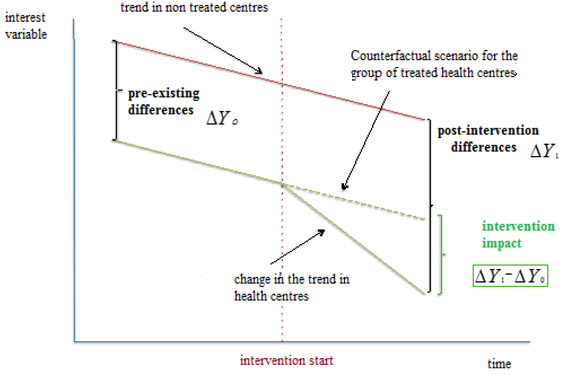 interest
variable
trend in non treated centres
Counterfactual scenario for the
group of treated health centres
pre-existing
differences ΔY₀
post-intervention
differences ΔY₁
intervention
impact
ΔY₁-ΔY₀
change in the trend in
health centres
intervention start
time